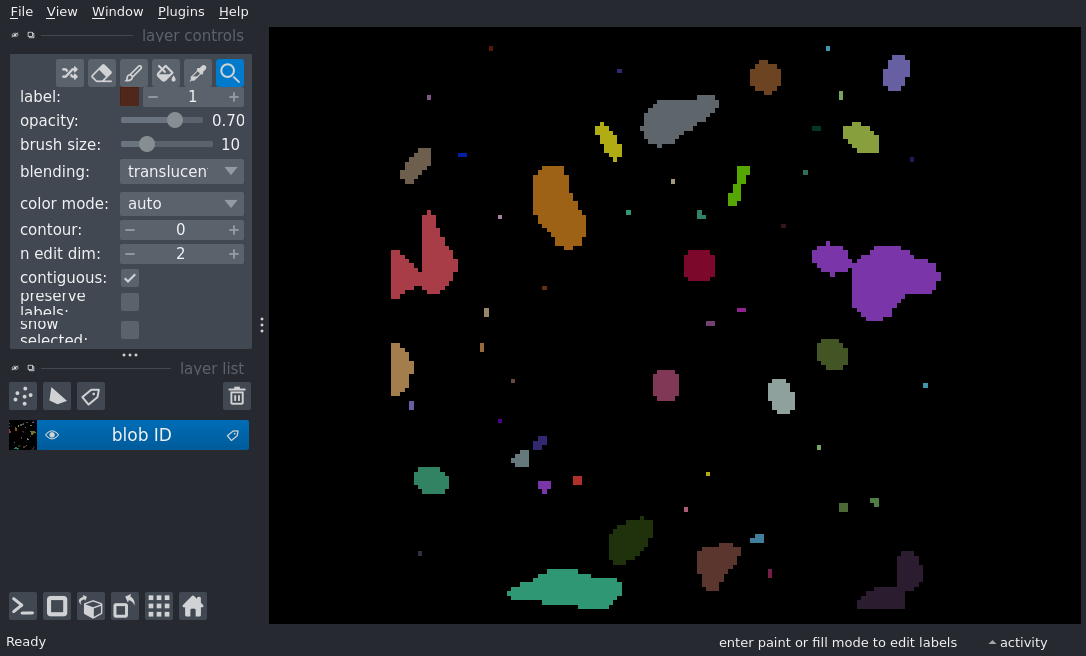 File View Window Plugins Help
layer controls
label: 1
opacity: 0.70
brush size: 10
blending: translucen
color mode: auto
contour: 0
n edit dim: 2
contiguous:
preserve
labels:
show
selected:
layer list
blob ID
Ready
enter paint or fill mode to edit labels
activity